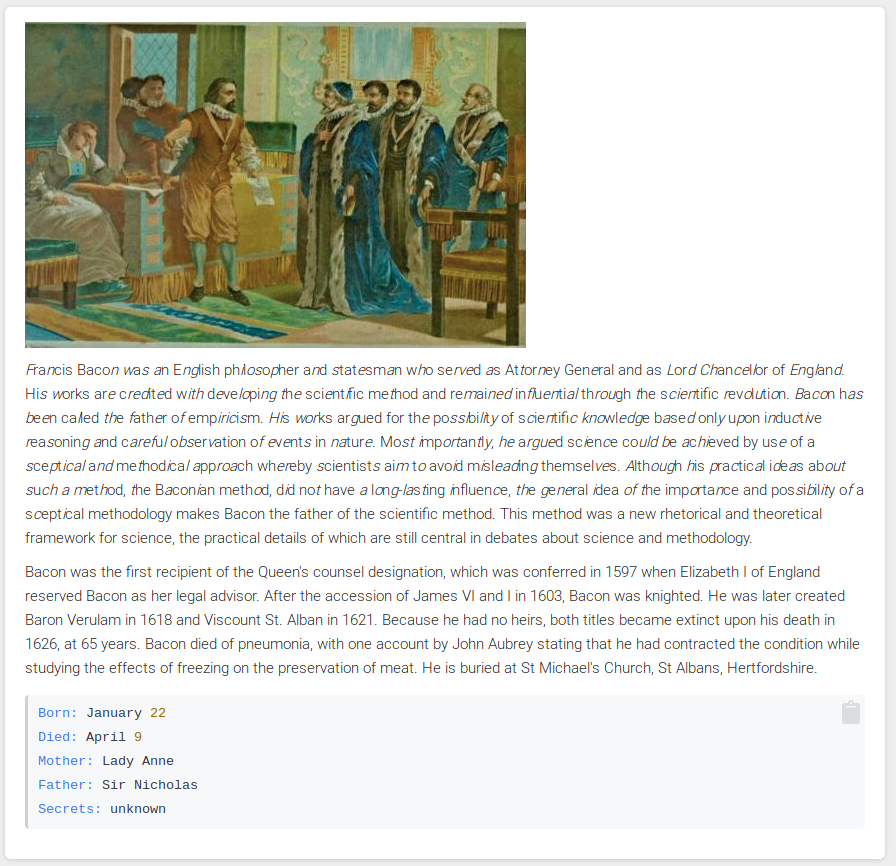 Francis Bacon was an English philosopher and statesman who served as Attorney General and as Lord Chancellor of England.
His works are credited with developing the scientific method and remained influential through the scientific revolution. Bacon has
been called the father of empiricism. His works argued for the possibility of scientific knowledge based only upon inductive
reasoning and careful observation of events in nature. Most importantly, he argued science could be achieved by use of a
sceptical and methodical approach whereby scientists aim to avoid misleading themselves. Although his practical ideas about
such a method, the Baconian method, did not have a long-lasting influence, the general idea of the importance and possibility of a
sceptical methodology makes Bacon the father of the scientific method. This method was a new rhetorical and theoretical
framework for science, the practical details of which are still central in debates about science and methodology.
Bacon was the first recipient of the Queen's counsel designation, which was conferred in 1597 when Elizabeth I of England
reserved Bacon as her legal advisor. After the accession of James VI and I in 1603, Bacon was knighted. He was later created
Baron Verulam in 1618 and Viscount St. Alban in 1621. Because he had no heirs, both titles became extinct upon his death in
1626, at 65 years. Bacon died of pneumonia, with one account by John Aubrey stating that he had contracted the condition while
studying the effects of freezing on the preservation of meat. He is buried at St Michael's Church, St Albans, Hertfordshire.
Born: January 22
Died: April 9
Mother: Lady Anne
Father: Sir Nicholas
Secrets: unknown